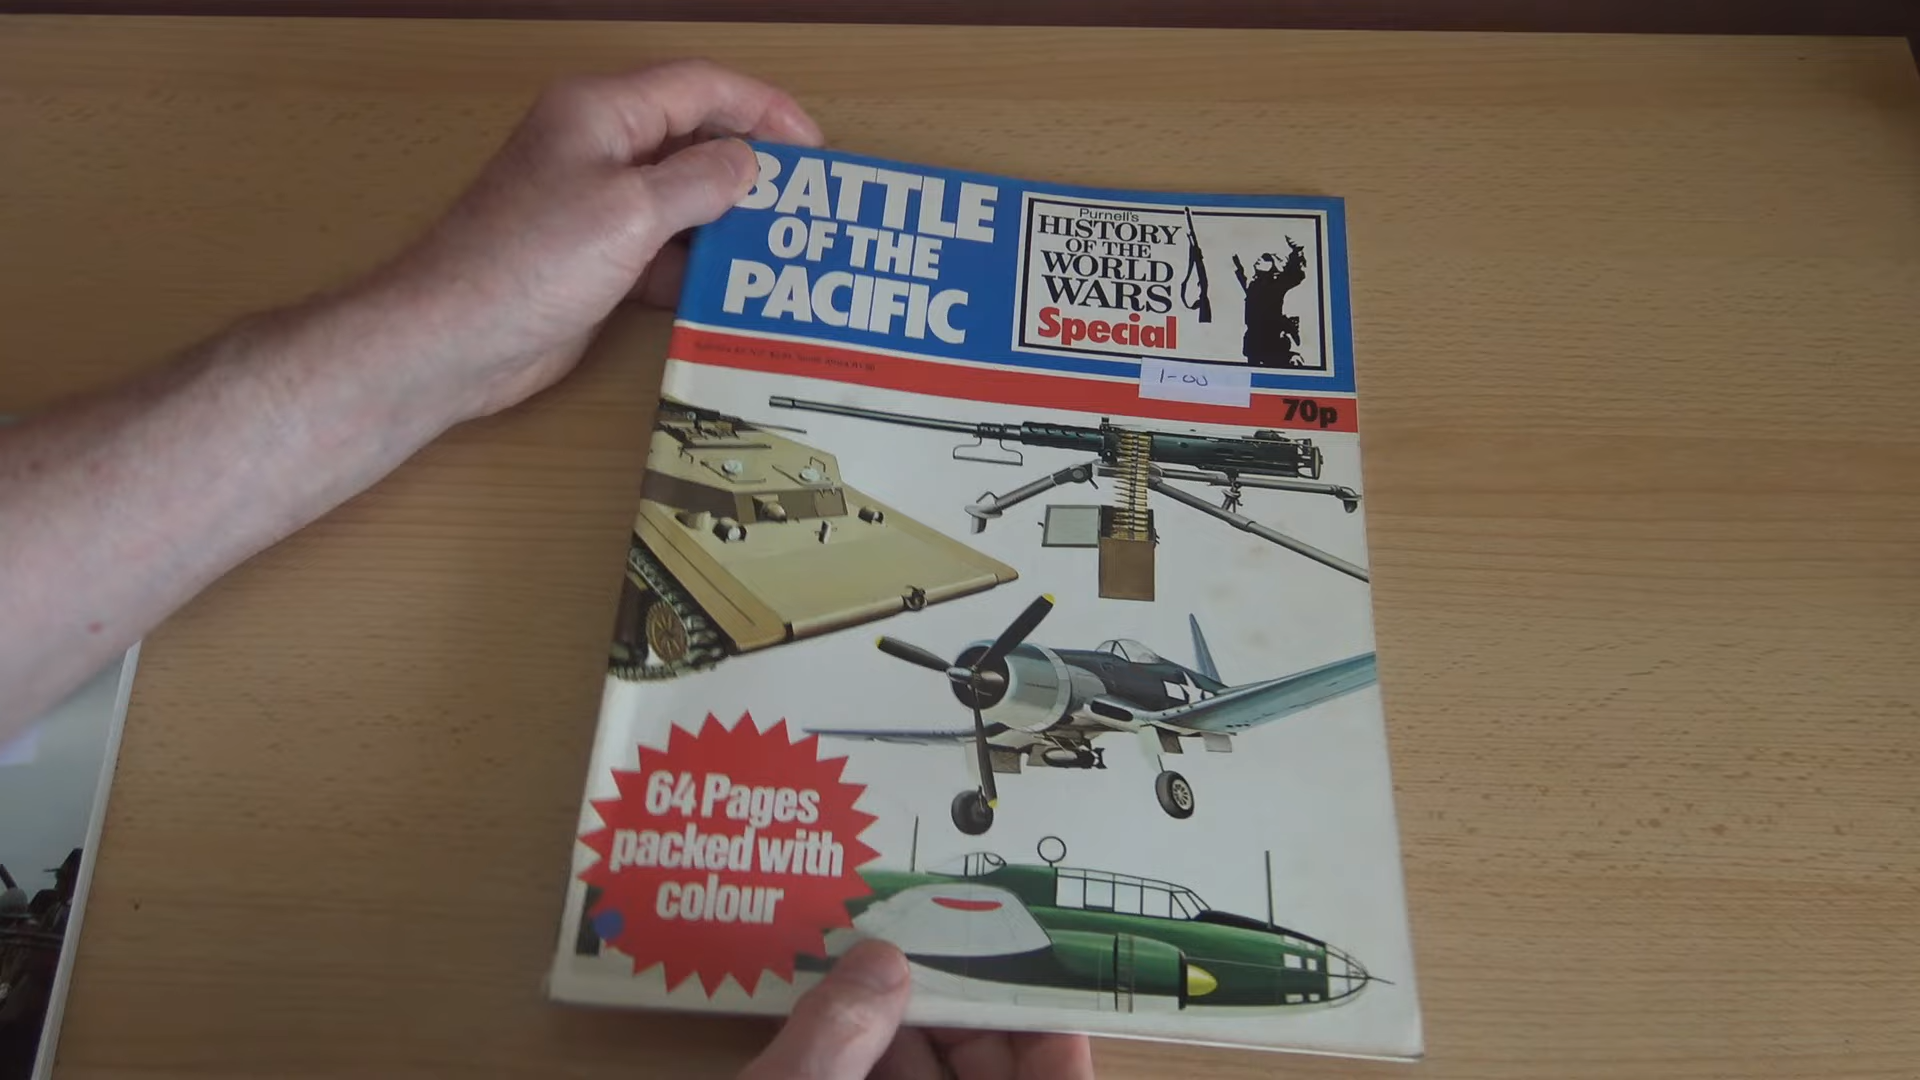 BATTLE
OF THE
PACIFIC
Purnell's
HISTORY
OF THE
WORLD
WARS
Special
1-00
70p
64 Pages
packed with
colour